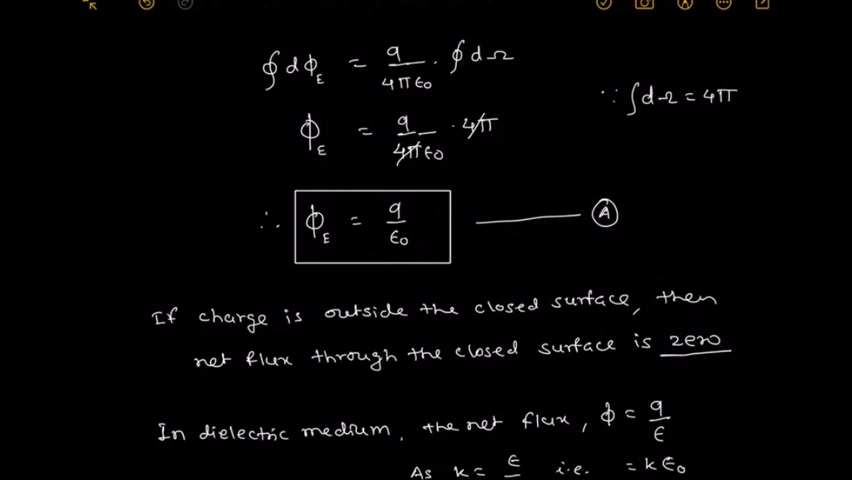 ∮dϕ_E = q/4πϵ₀ · ∮dΩ
∵ ∫dΩ = 4π
ϕ_E = q/4πϵ₀ · 4π
∴ ϕ_E = q/ϵ₀ ——— Ⓐ
If charge is outside the closed surface, then
net flux through the closed surface is zero
In dielectric medium, the net flux, ϕ = q/ϵ
As k = ϵ/ i.e. = kϵ₀